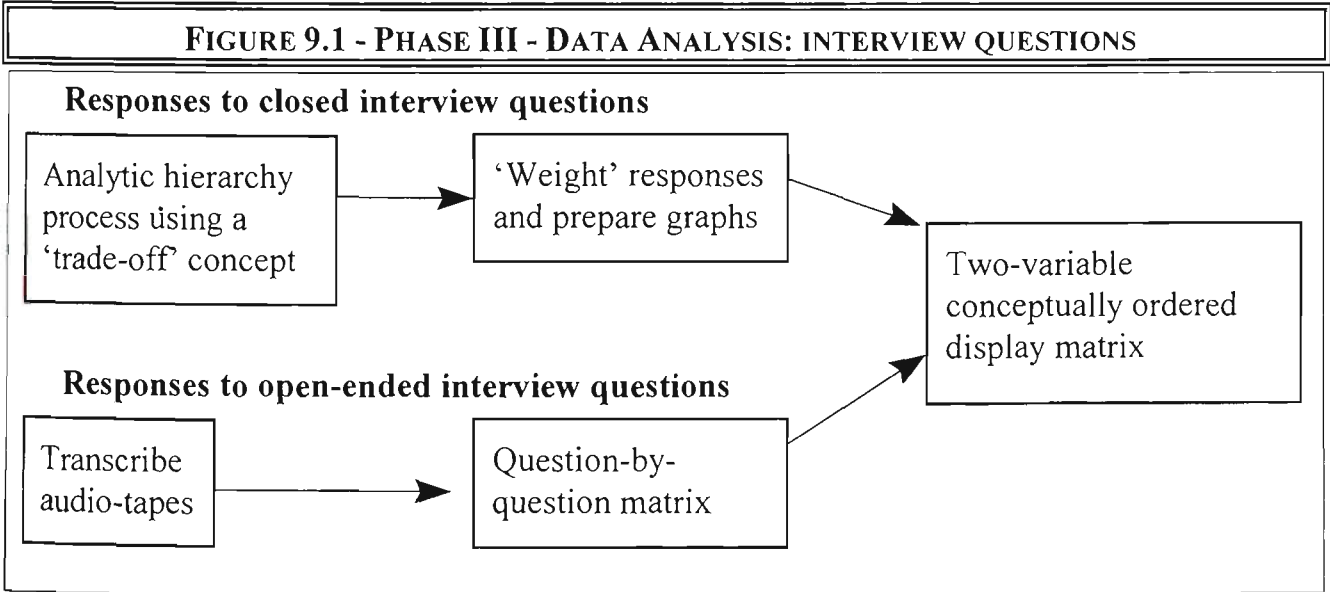 FIGURE 9.1 - PHASE III - DATA ANALYSIS: INTERVIEW QUESTIONS
Responses to closed interview questions
Analytic hierarchy
process using a
‘trade-off’ concept
‘Weight’ responses
and prepare graphs
Two-variable
conceptually ordered
display matrix
Responses to open-ended interview questions
Transcribe
audio-tapes
Question-by-
question matrix